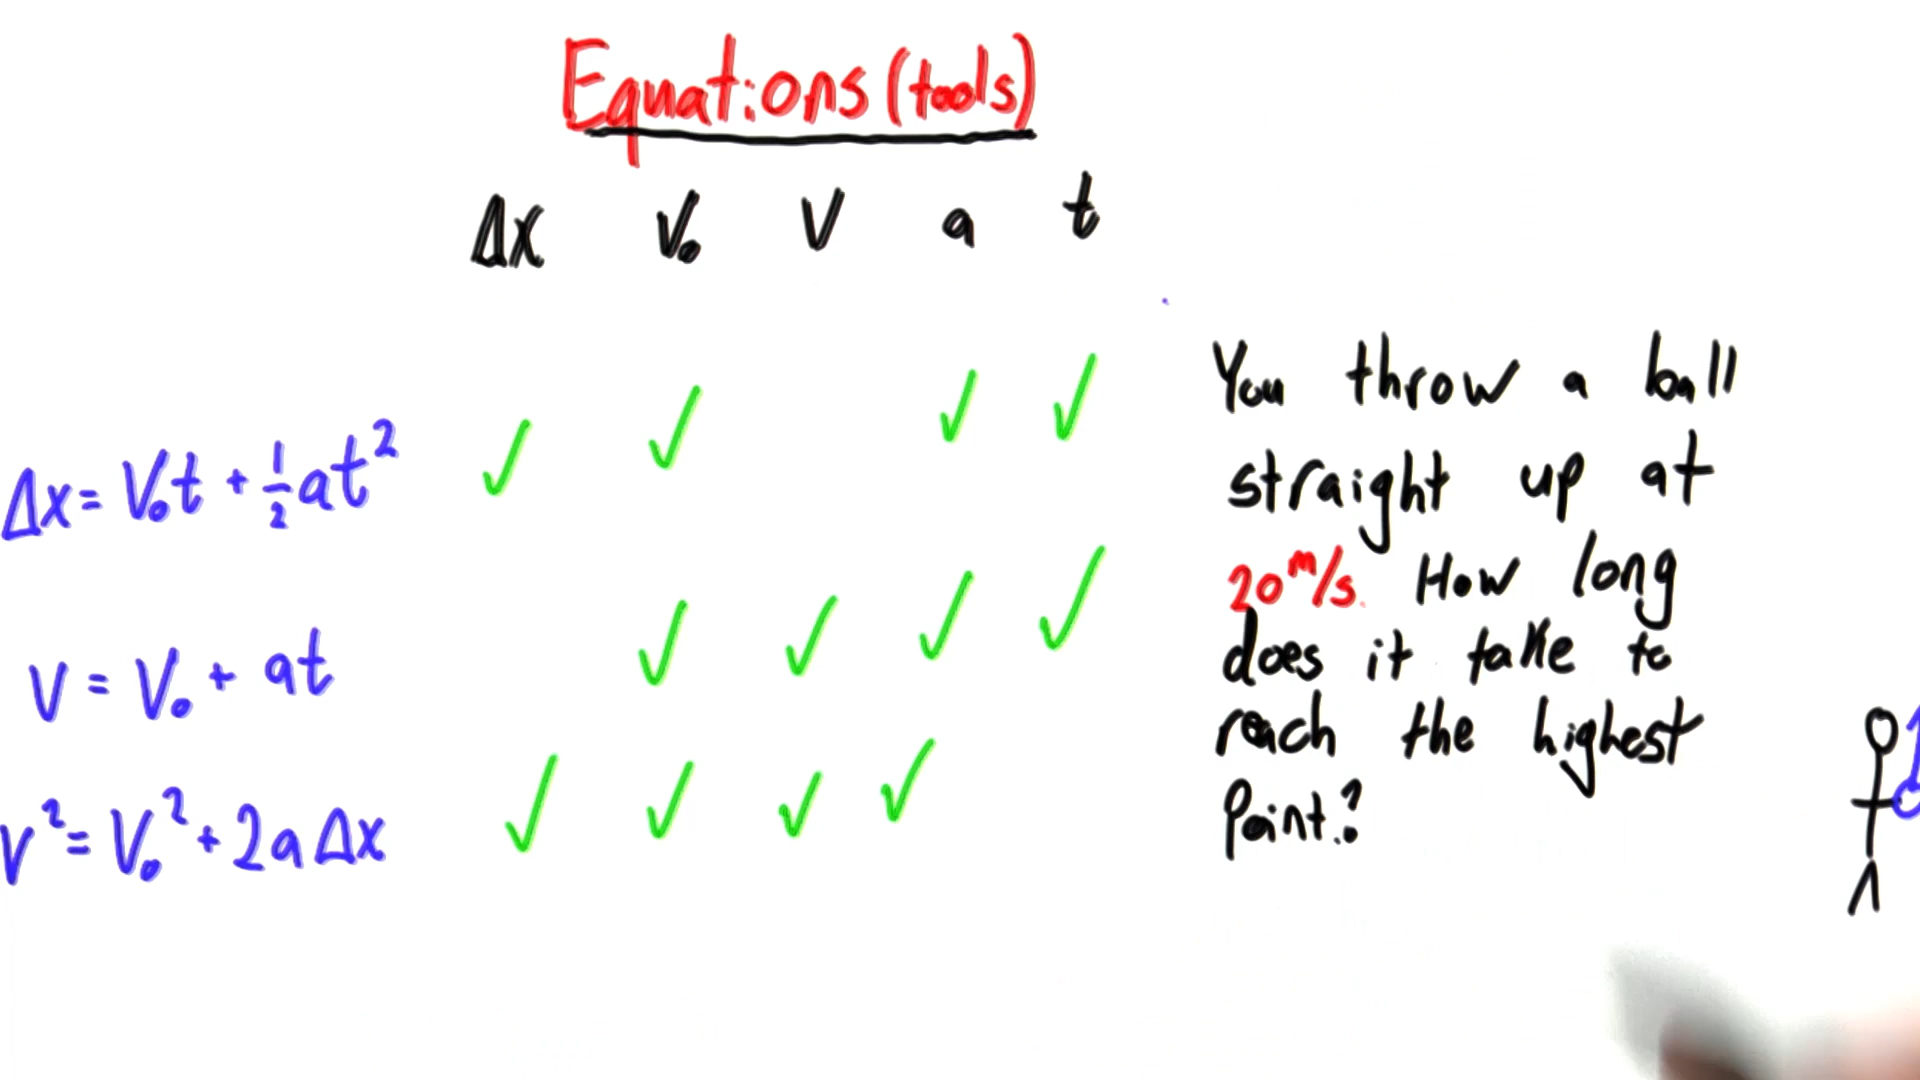 Equations (tools)
Δx V₀ V a t
Δx = V₀t + ½at²
V = V₀ + at
V² = V₀² + 2aΔx
You throw a ball
straight up at
20 m/s. How long
does it take to
reach the highest
Point?